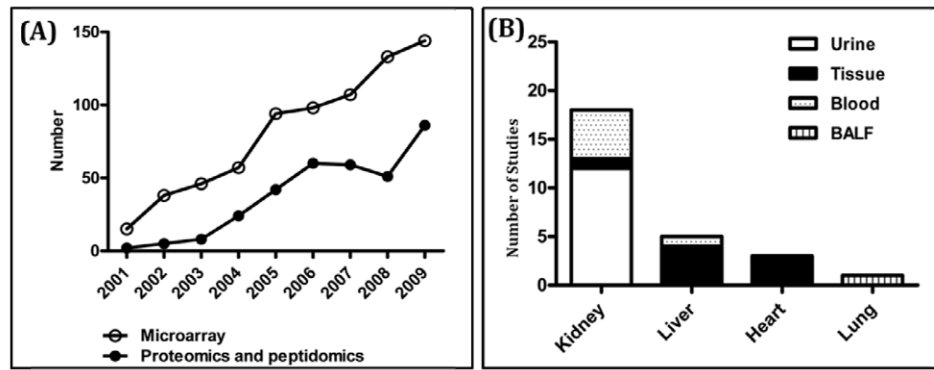 (A)
Number
150
100
50
0
2001
2002
2003
2004
2005
2006
2007
2008
2009
Microarray
Proteomics and peptidomics
(B)
Number of Studies
25
20
15
10
5
0
Urine
Tissue
Blood
BALF
Kidney
Liver
Heart
Lung